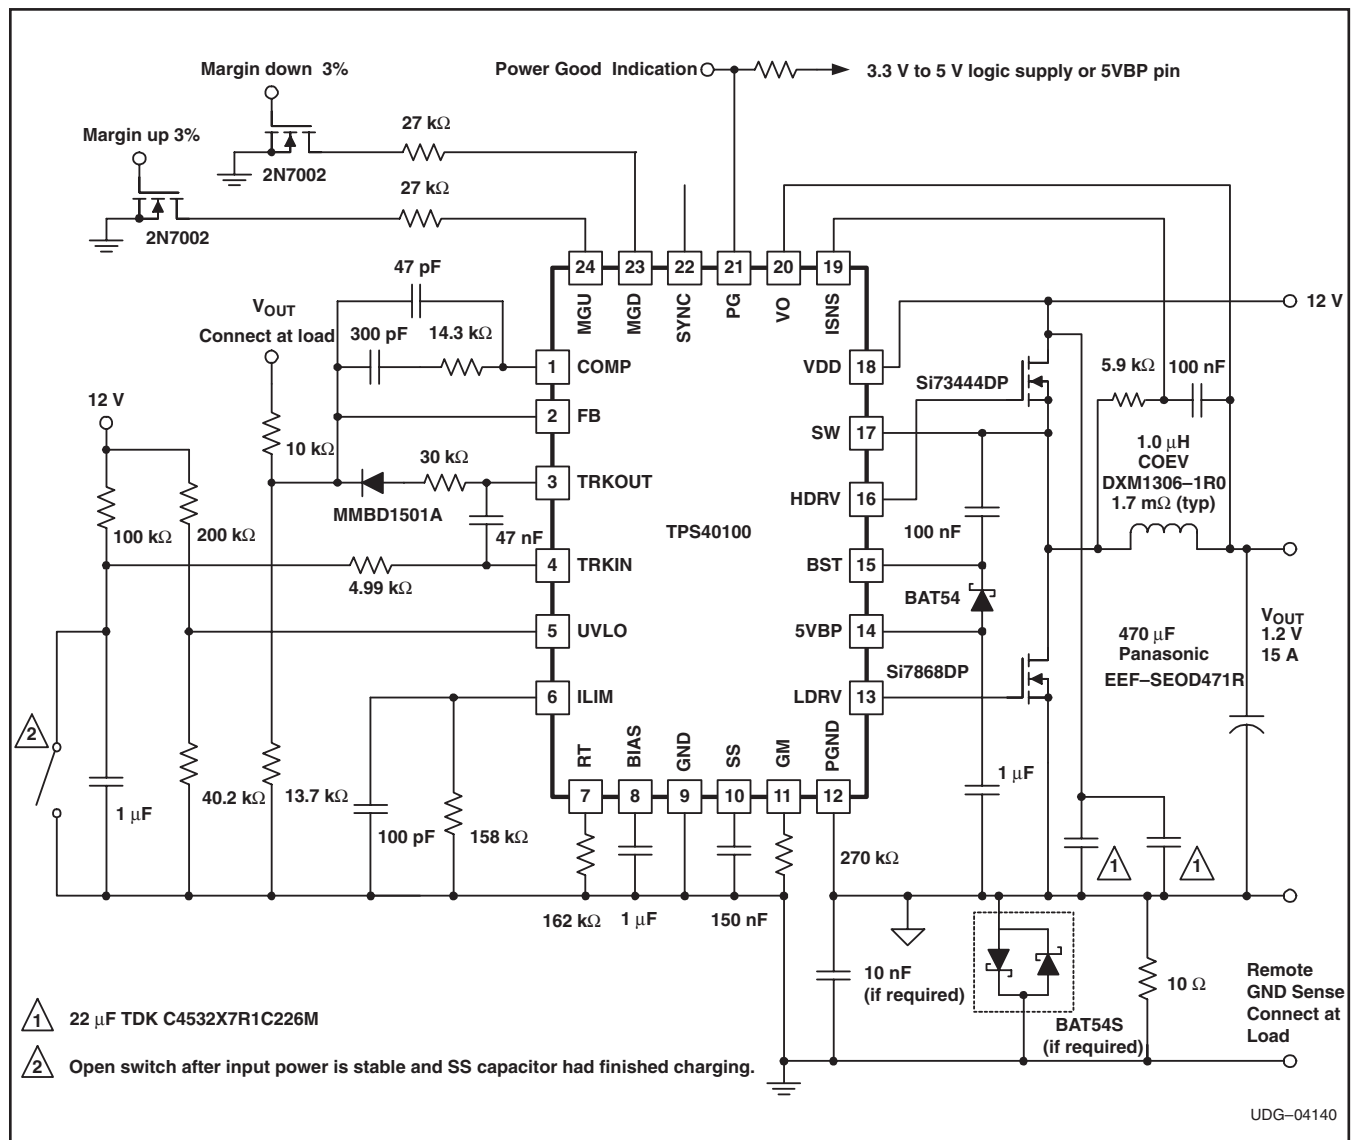 Margin down 3%
Power Good Indication
3.3 V to 5 V logic supply or 5VBP pin
Margin up 3%
27 kΩ
2N7002
27 kΩ
2N7002
24
23
22
21
20
19
MGU
MGD
SYNC
PG
VO
ISNS
47 pF
VOUT
Connect at load
300 pF
14.3 kΩ
12 V
1
COMP
VDD
18
Si73444DP
5.9 kΩ
100 nF
12 V
2
FB
10 kΩ
SW
17
1.0 µH
COEV
DXM1306–1R0
1.7 mΩ (typ)
30 kΩ
3
TRKOUT
HDRV
16
MMBD1501A
100 kΩ
200 kΩ
47 nF
TPS40100
100 nF
4
TRKIN
BST
15
4.99 kΩ
BAT54
5
UVLO
5VBP
14
470 µF
Panasonic
EEF–SEOD471R
VOUT
1.2 V
15 A
Si7868DP
6
ILIM
LDRV
13
2
RT
BIAS
GND
SS
GM
PGND
7
8
9
10
11
12
1 µF
1 µF
40.2 kΩ
13.7 kΩ
100 pF
158 kΩ
270 kΩ
1
1
162 kΩ
1 µF
150 nF
10 nF
(if required)
BAT54S
(if required)
10 Ω
Remote
GND Sense
Connect at
Load
1
22 µF TDK C4532X7R1C226M
2
Open switch after input power is stable and SS capacitor had finished charging.
UDG–04140